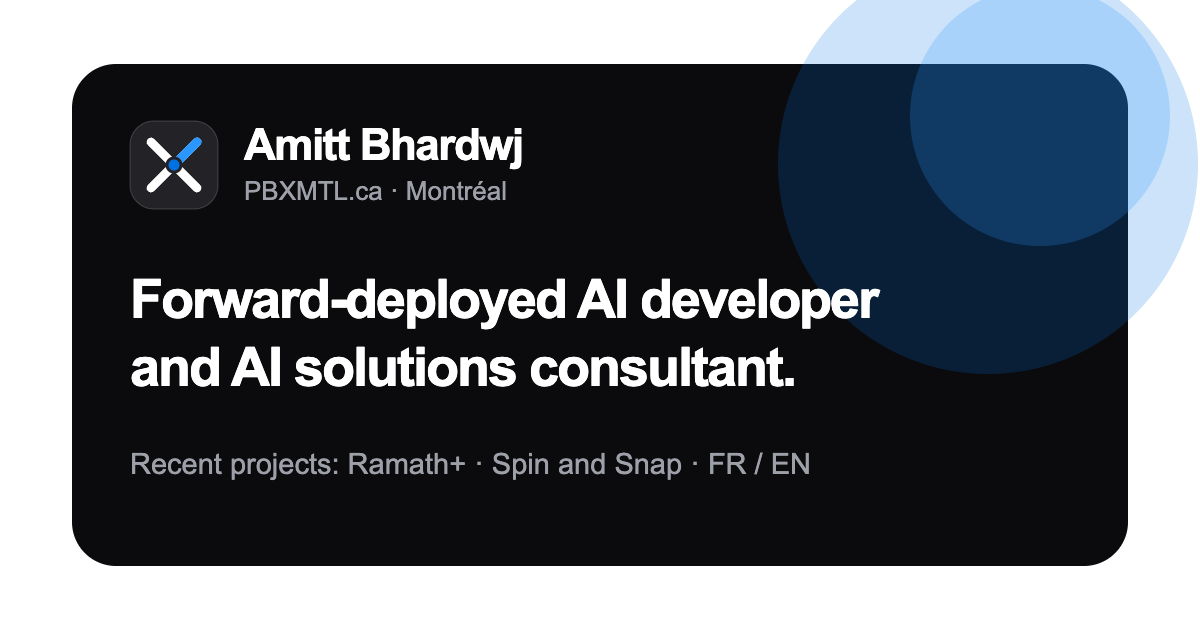 Amitt Bhardwj
PBXMTL.ca · Montréal
Forward-deployed AI developer
and AI solutions consultant.
Recent projects: Ramath+ · Spin and Snap · FR / EN